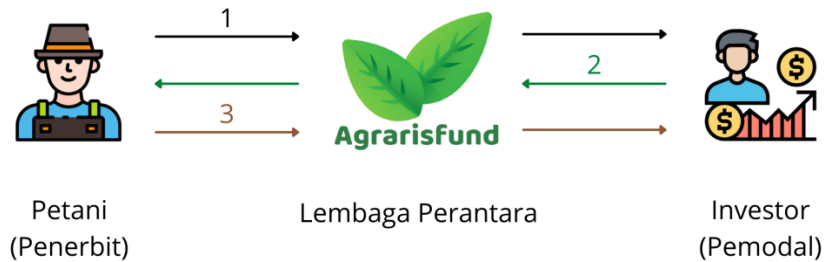 1
2
3
Agrarisfund
Petani
(Penerbit)
Lembaga Perantara
Investor
(Pemodal)
$
$